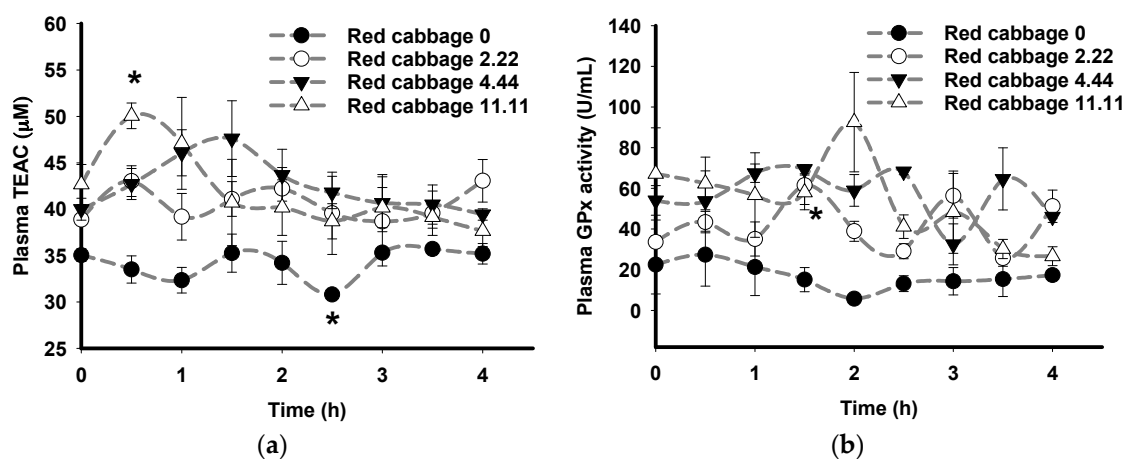 Plasma TEAC (μM)
60
55
50
45
40
35
30
25
*
*
Red cabbage 0
Red cabbage 2.22
Red cabbage 4.44
Red cabbage 11.11
0 1 2 3 4
Time (h)
(a)
Plasma GPx activity (U/mL)
140
120
100
80
60
40
20
0
*
Red cabbage 0
Red cabbage 2.22
Red cabbage 4.44
Red cabbage 11.11
0 1 2 3 4
Time (h)
(b)